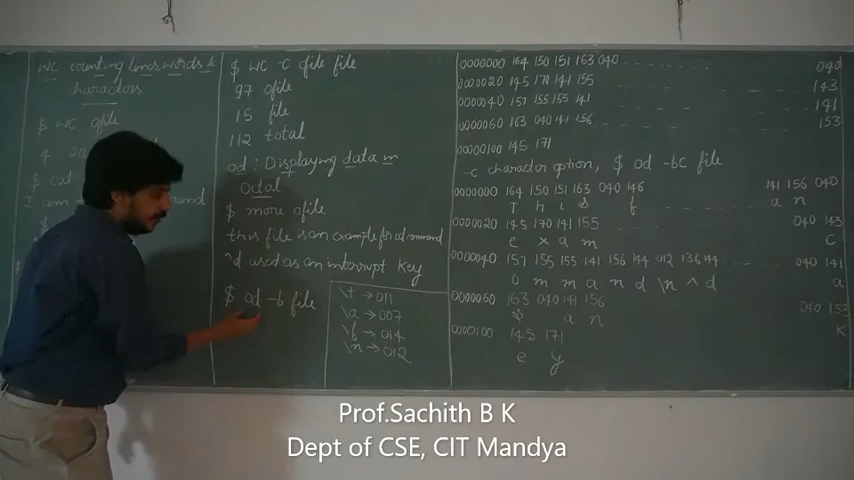 wc counting lines, words &
charactors
$ wc ofile
4 20
$ cat
I am
$ wc -c ofile file
97 ofile
15 file
112 total
od : Displaying data in
Octal
$ more ofile
this file is an example for od command
^d used as an interrupt key
$ od -b file
\t → 011
\a → 007
\f → 014
\n → 012
0000000 164 150 151 163 040 040
0000020 145 170 141 155 143
0000040 157 155 155 141 141
0000060 163 040 141 156 153
0000100 145 171
-c charactor option, $ od -bc file
0000000 164 150 151 163 040 146 141 156 040
T h i s f a n
0000020 145 170 141 155 040 143
e x a m c
0000040 157 155 155 141 156 144 012 136 144 040 141
o m m a n d \n ^ d a
0000060 163 040 141 156 040 153
s a n k
0000100 145 171
e y
Prof.Sachith B K
Dept of CSE, CIT Mandya